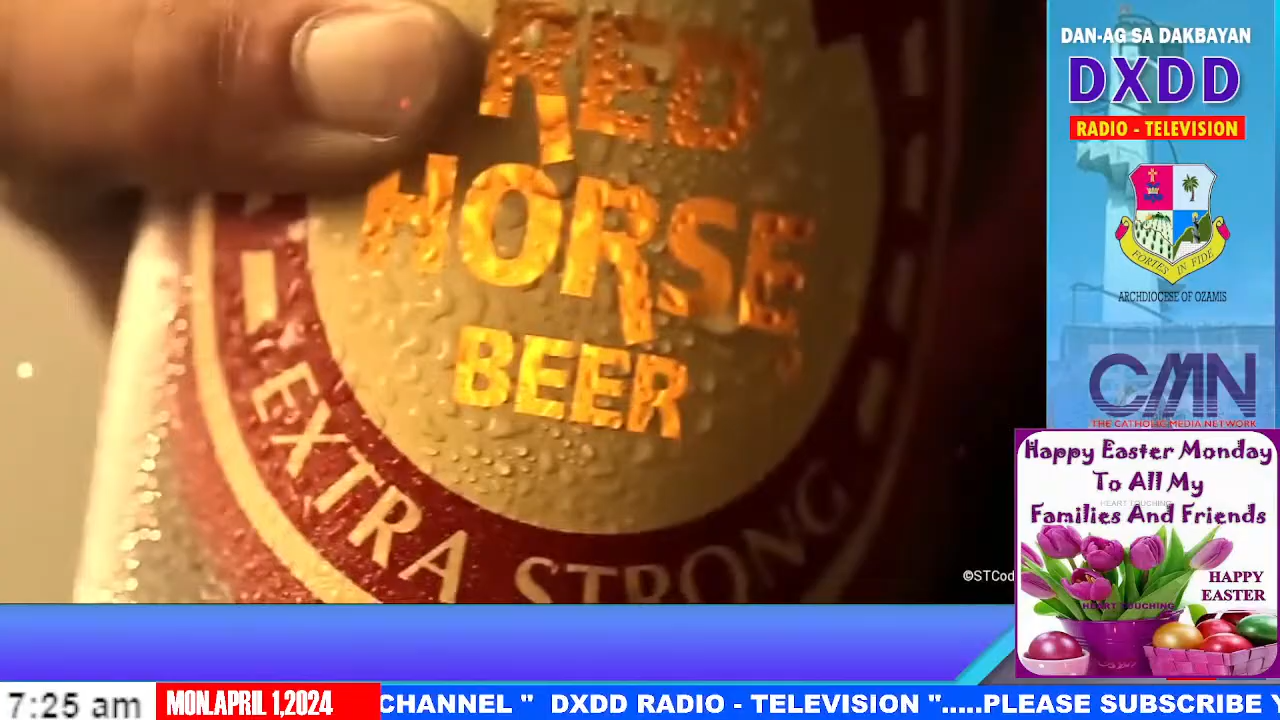 RED
HORSE
BEER
EXTRA STRONG
©STCod
DAN-AG SA DAKBAYAN
DXDD
RADIO - TELEVISION
FORTES IN FIDE
ARCHDIOCESE OF OZAMIS
CMN
THE CATHOLIC MEDIA NETWORK
Happy Easter Monday
To All My
HEART TOUCHING
Families And Friends
HAPPY
EASTER
HEART TOUCHING
7:25 am
MON.APRIL 1,2024
CHANNEL " DXDD RADIO - TELEVISION ".....PLEASE SUBSCRIBE Y